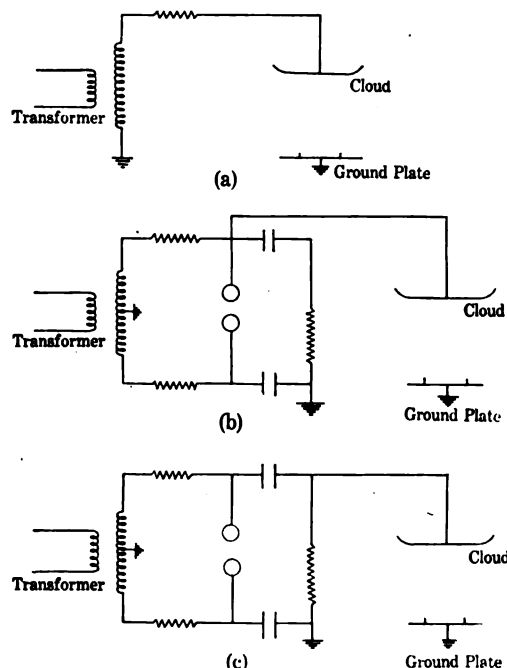 Cloud
Transformer
Ground Plate
(a)
Cloud
Transformer
Ground Plate
(b)
Cloud
Transformer
Ground Plate
(c)